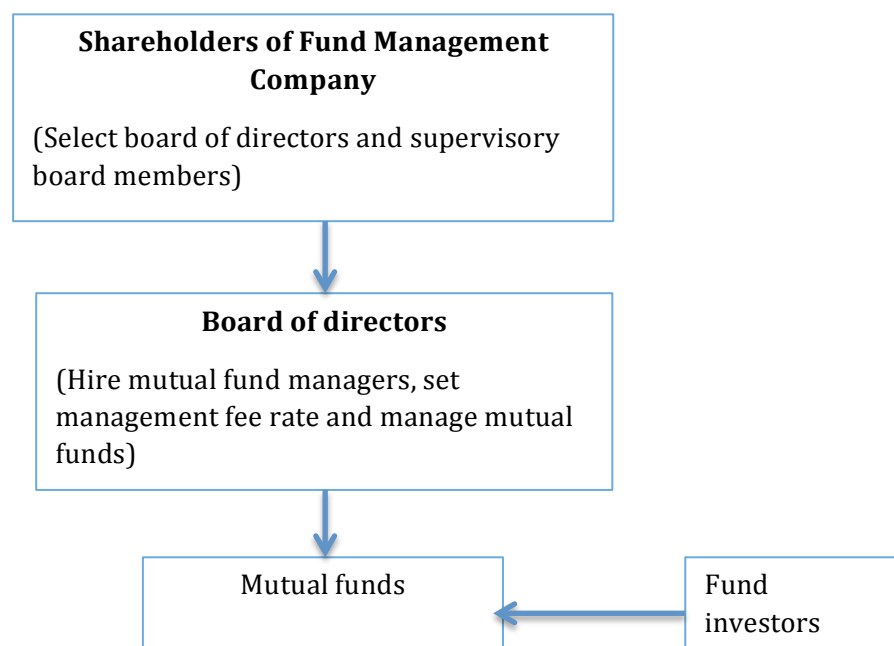 Shareholders of Fund Management
Company
(Select board of directors and supervisory
board members)
Board of directors
(Hire mutual fund managers, set
management fee rate and manage mutual
funds)
Mutual funds
Fund
investors